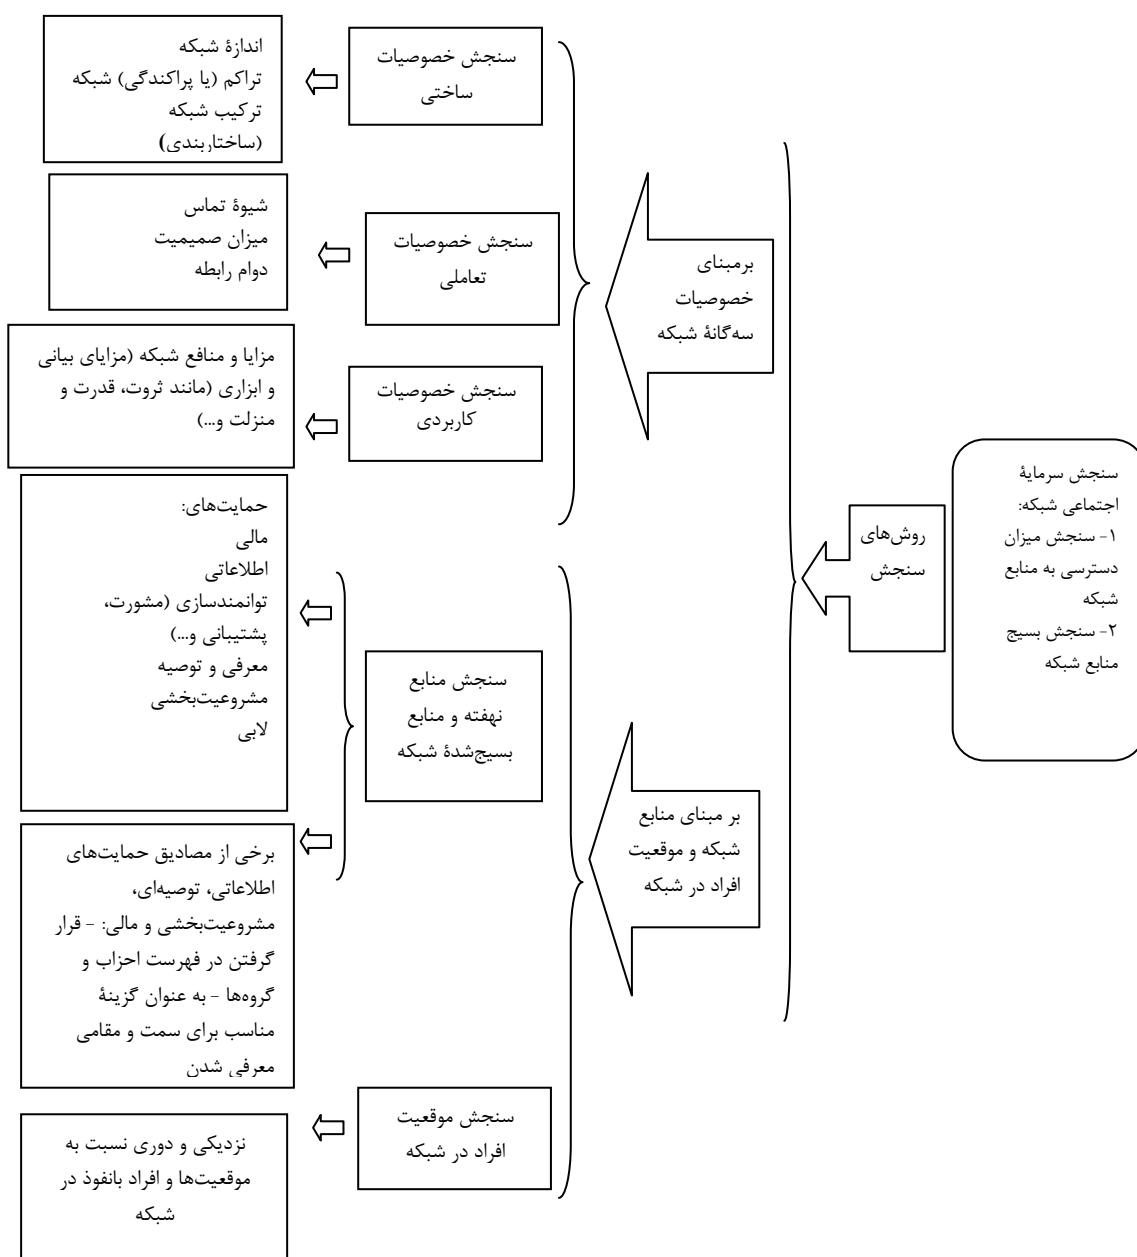 سنجش سرمایۀ
اجتماعی شبکه:
۱- سنجش میزان
دسترسی به منابع
شبکه
۲- سنجش بسیج
منابع شبکه
روش‌های
سنجش
برمبنای
خصوصیات
سه‌گانۀ شبکه
سنجش خصوصیات
ساختی
اندازۀ شبکه
تراکم (یا پراکندگی) شبکه
ترکیب شبکه
(ساختاربندی)
سنجش خصوصیات
تعاملی
شیوۀ تماس
میزان صمیمیت
دوام رابطه
سنجش خصوصیات
کاربردی
مزایا و منافع شبکه (مزایای بیانی
و ابزاری (مانند ثروت، قدرت و
منزلت و...)
بر مبنای منابع
شبکه و موقعیت
افراد در شبکه
سنجش منابع
نهفته و منابع
بسیج‌شدۀ شبکه
حمایت‌های:
مالی
اطلاعاتی
توانمندسازی (مشورت،
پشتیبانی و...)
معرفی و توصیه
مشروعیت‌بخشی
لابی
برخی از مصادیق حمایت‌های
اطلاعاتی، توصیه‌ای،
مشروعیت‌بخشی و مالی: - قرار
گرفتن در فهرست احزاب و
گروه‌ها - به عنوان گزینۀ
مناسب برای سمت و مقامی
معرفی شدن
سنجش موقعیت
افراد در شبکه
نزدیکی و دوری نسبت به
موقعیت‌ها و افراد بانفوذ در
شبکه